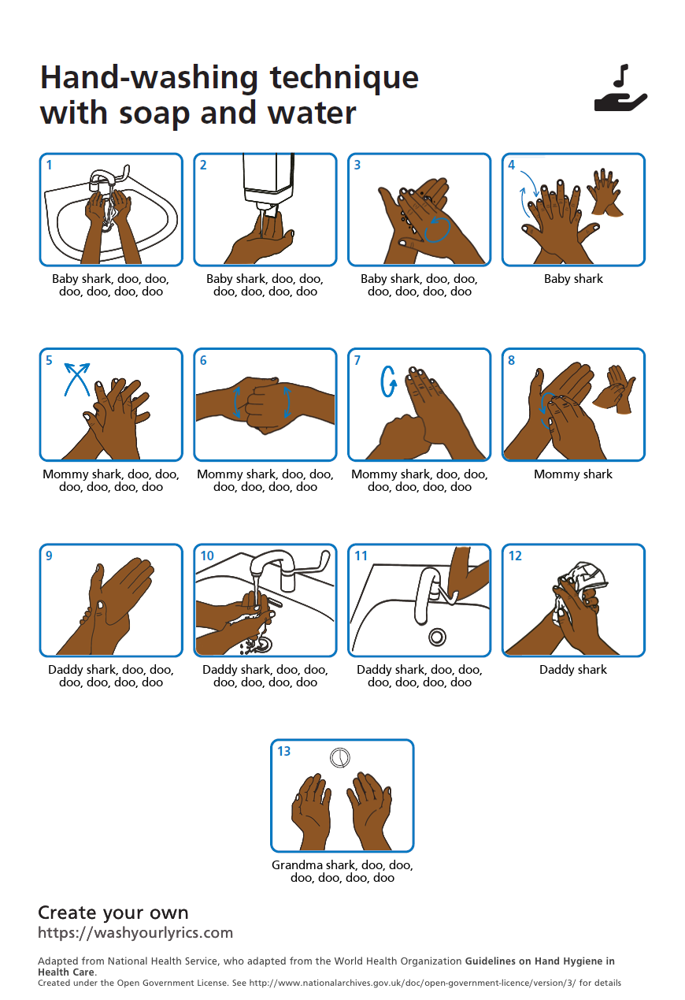 Hand-washing technique
with soap and water
1
2
3
4
Baby shark, doo, doo,
doo, doo, doo, doo
Baby shark, doo, doo,
doo, doo, doo, doo
Baby shark, doo, doo,
doo, doo, doo, doo
Baby shark
5
6
7
8
Mommy shark, doo, doo,
doo, doo, doo, doo
Mommy shark, doo, doo,
doo, doo, doo, doo
Mommy shark, doo, doo,
doo, doo, doo, doo
Mommy shark
9
10
11
12
Daddy shark, doo, doo,
doo, doo, doo, doo
Daddy shark, doo, doo,
doo, doo, doo, doo
Daddy shark, doo, doo,
doo, doo, doo, doo
Daddy shark
13
Grandma shark, doo, doo,
doo, doo, doo, doo
Create your own
https://washyourlyrics.com
Adapted from National Health Service, who adapted from the World Health Organization Guidelines on Hand Hygiene in
Health Care.
Created under the Open Government License. See http://www.nationalarchives.gov.uk/doc/open-government-licence/version/3/ for details